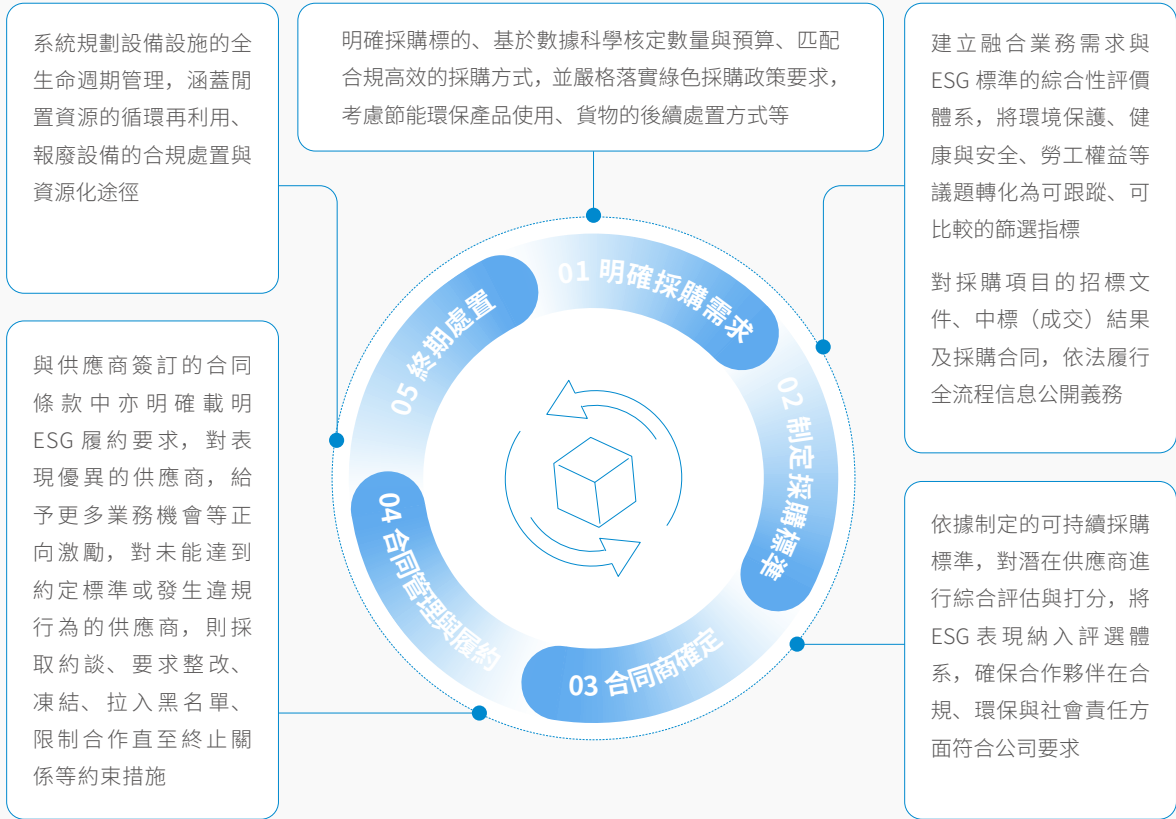 系統規劃設備設施的全
生命週期管理，涵蓋閒
置資源的循環再利用、
報廢設備的合規處置與
資源化途徑
明確採購標的、基於數據科學核定數量與預算、匹配
合規高效的採購方式，並嚴格落實綠色採購政策要求，
考慮節能環保產品使用、貨物的後續處置方式等
建立融合業務需求與
ESG 標準的綜合性評價
體系，將環境保護、健
康與安全、勞工權益等
議題轉化為可跟蹤、可
比較的篩選指標
對採購項目的招標文
件、中標（成交）結果
及採購合同，依法履行
全流程信息公開義務
01 明確採購需求
02 制定採購標準
03 合同商確定
04 合同管理與履約
05 終期處置
與供應商簽訂的合同
條款中亦明確載明
ESG 履約要求，對表
現優異的供應商，給
予更多業務機會等正
向激勵，對未能達到
約定標準或發生違規
行為的供應商，則採
取約談、要求整改、
凍結、拉入黑名單、
限制合作直至終止關
係等約束措施
依據制定的可持續採購
標準，對潛在供應商進
行綜合評估與打分，將
ESG 表現納入評選體
系，確保合作夥伴在合
規、環保與社會責任方
面符合公司要求